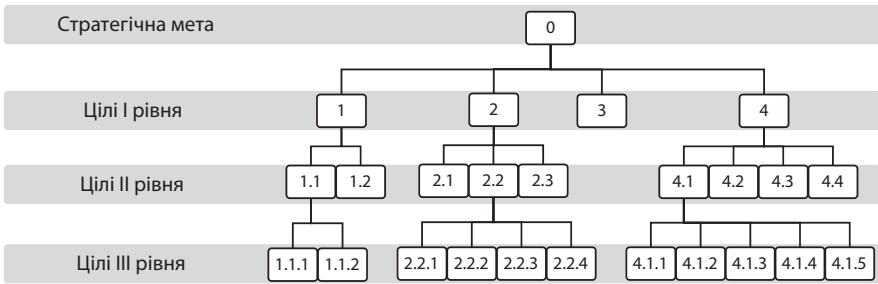 Стратегічна мета 0
Цілі І рівня 1 2 3 4
Цілі ІІ рівня 1.1 1.2 2.1 2.2 2.3 4.1 4.2 4.3 4.4
Цілі ІІІ рівня 1.1.1 1.1.2 2.2.1 2.2.2 2.2.3 2.2.4 4.1.1 4.1.2 4.1.3 4.1.4 4.1.5